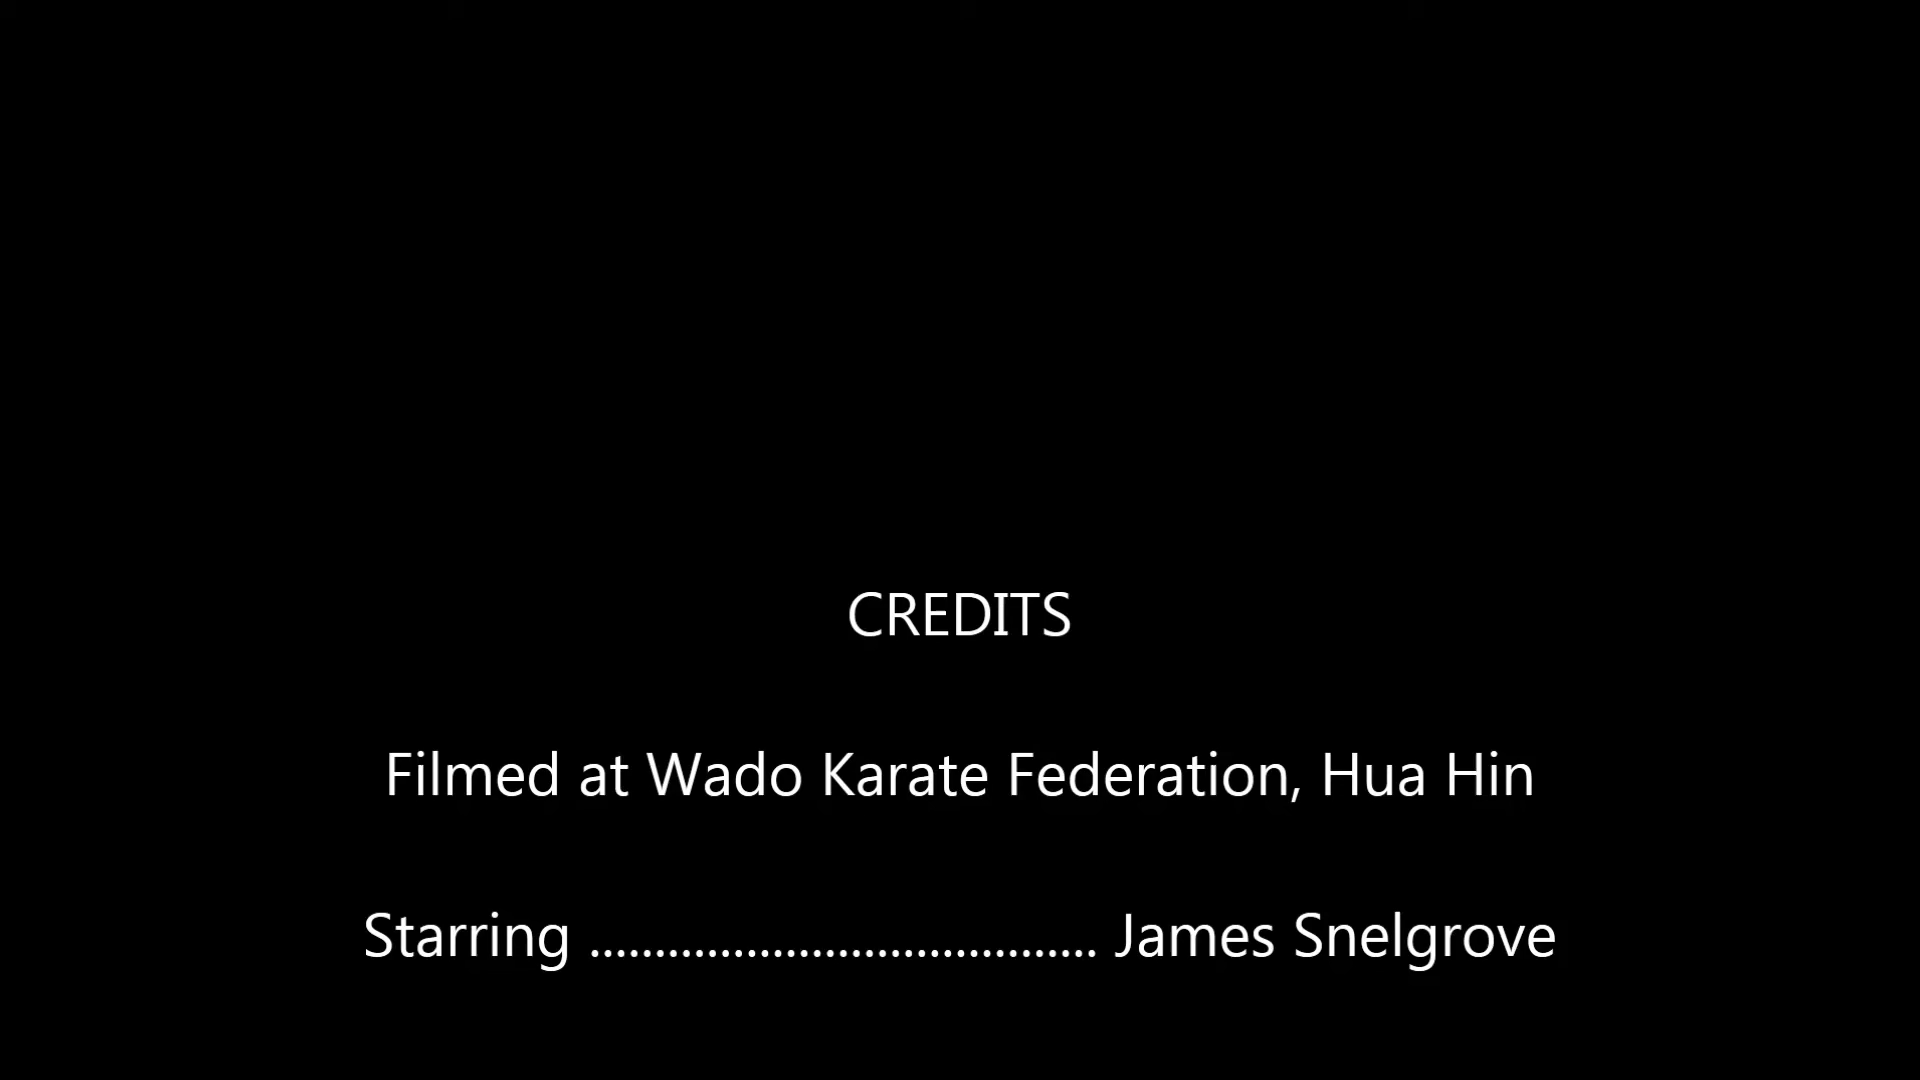 CREDITS
Filmed at Wado Karate Federation, Hua Hin
Starring ....................................... James Snelgrove